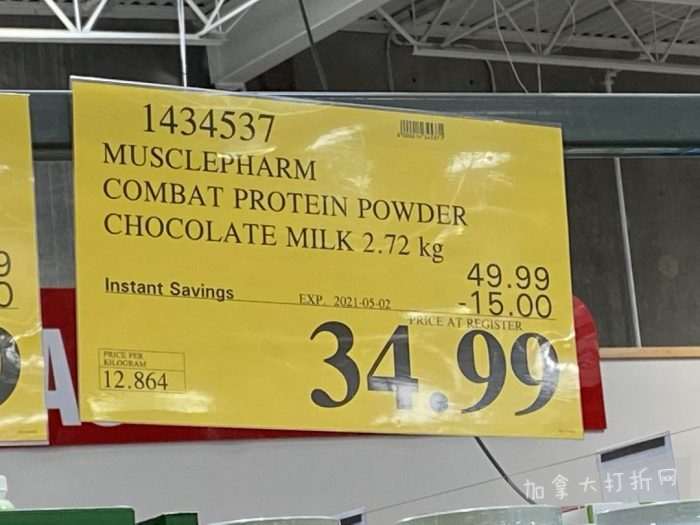 1434537
MUSCLEPHARM
COMBAT PROTEIN POWDER
CHOCOLATE MILK 2.72 kg
49.99
Instant Savings EXP. 2021-05-02 -15.00
PRICE AT REGISTER
34.99
PRICE PER
KILOGRAM
12.864
加拿大打折网